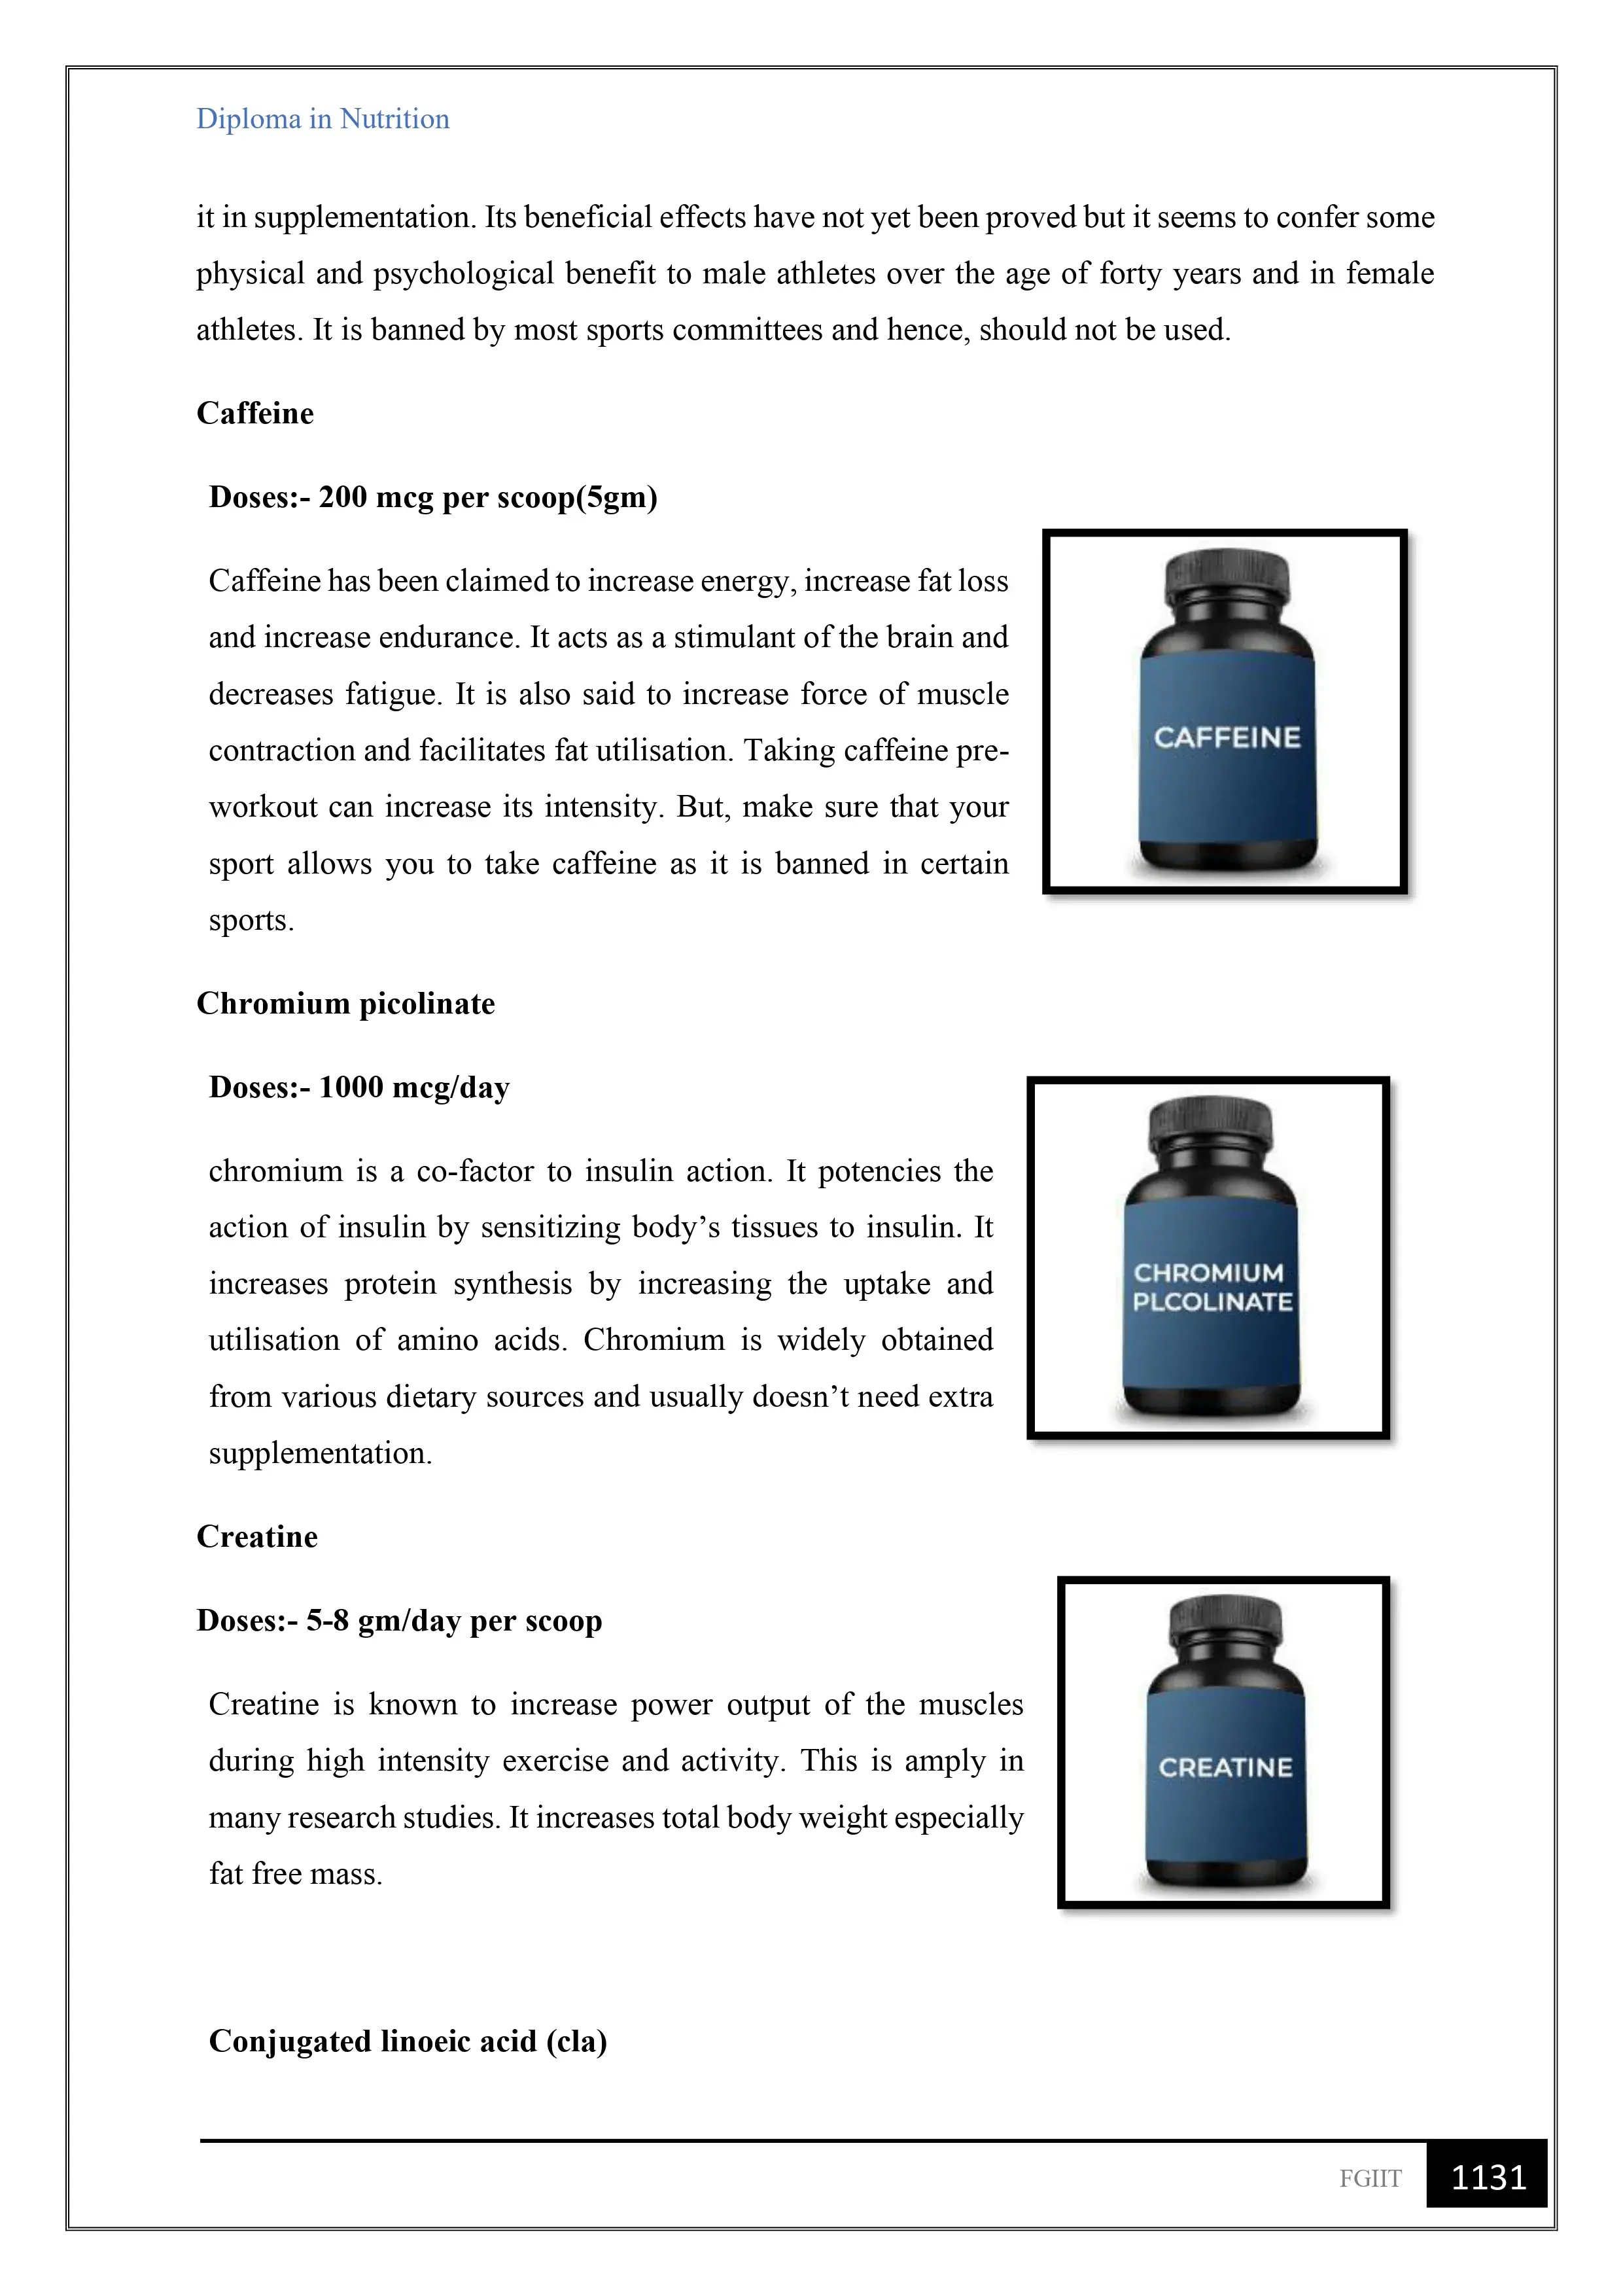 Diploma in Nutrition
it in supplementation. Its beneficial effects have not yet been proved but it seems to confer some
physical and psychological benefit to male athletes over the age of forty years and in female
athletes. It is banned by most sports committees and hence, should not be used.
Caffeine
Doses:- 200 mcg per scoop(5gm)
Caffeine has been claimed to increase energy, increase fat loss
and increase endurance. It acts as a stimulant of the brain and
decreases fatigue. It is also said to increase force of muscle
contraction and facilitates fat utilisation. Taking caffeine pre-
workout can increase its intensity. But, make sure that your
sport allows you to take caffeine as it is banned in certain
sports.
CAFFEINE
Chromium picolinate
Doses:- 1000 mcg/day
chromium is a co-factor to insulin action. It potencies the
action of insulin by sensitizing body’s tissues to insulin. It
increases protein synthesis by increasing the uptake and
utilisation of amino acids. Chromium is widely obtained
from various dietary sources and usually doesn’t need extra
supplementation.
CHROMIUM
PLCOLINATE
Creatine
Doses:- 5-8 gm/day per scoop
Creatine is known to increase power output of the muscles
during high intensity exercise and activity. This is amply in
many research studies. It increases total body weight especially
fat free mass.
CREATINE
Conjugated linoeic acid (cla)
FGIIT
1131